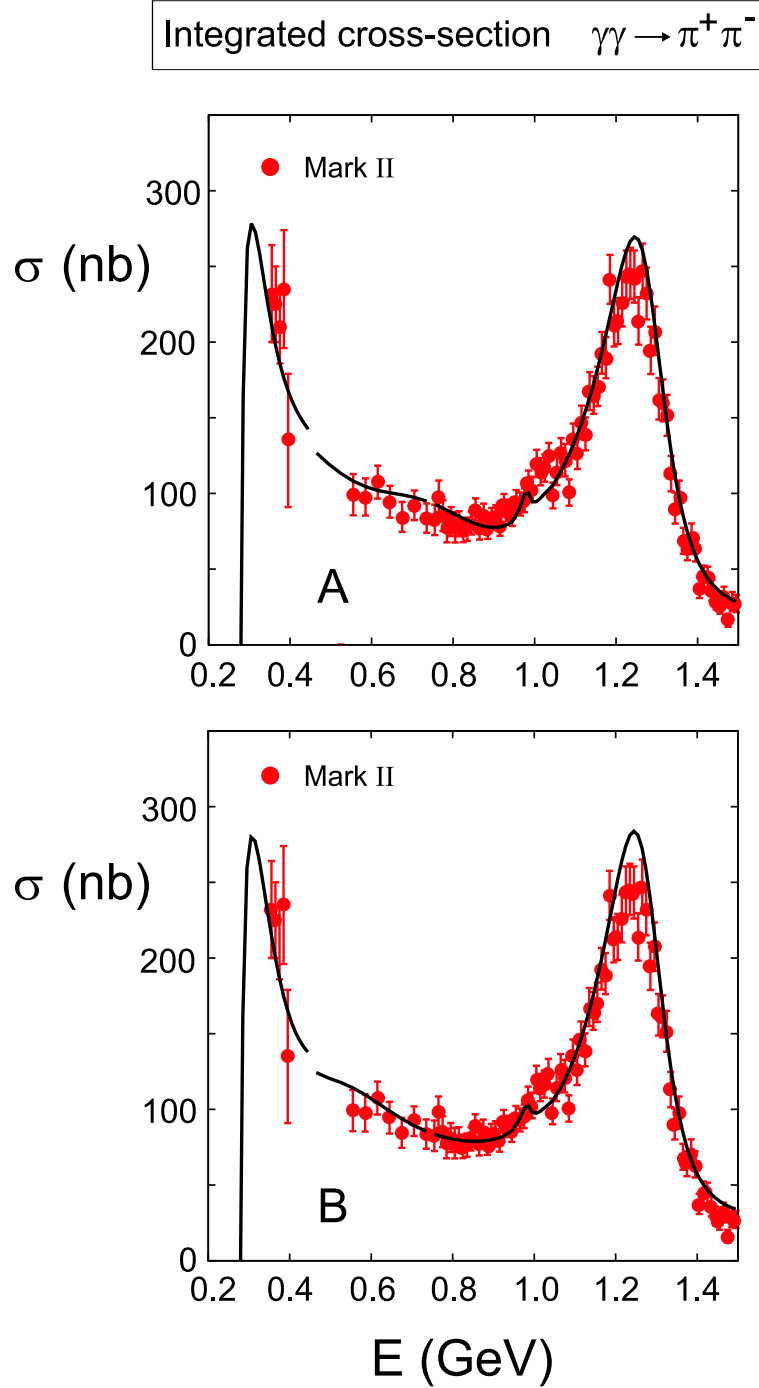 Integrated cross-section γγ → π⁺π⁻
Mark II
300
σ (nb)
200
100
A
0
0.2 0.4 0.6 0.8 1.0 1.2 1.4
Mark II
300
σ (nb)
200
100
B
0
0.2 0.4 0.6 0.8 1.0 1.2 1.4
E (GeV)